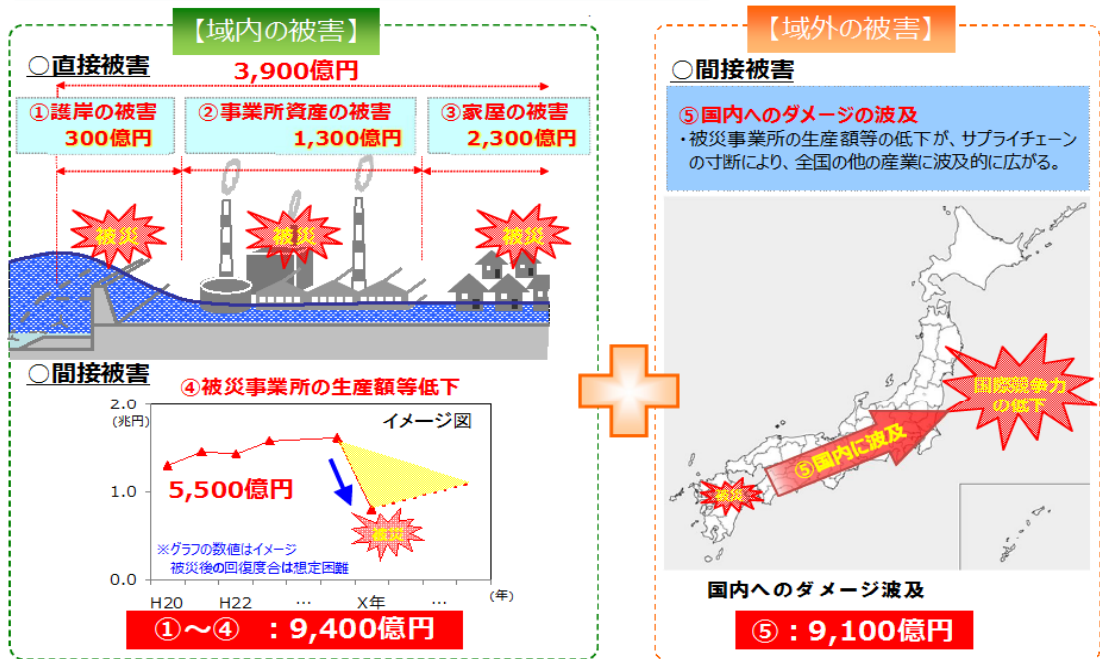 【域内の被害】
○直接被害
3,900億円
①護岸の被害
300億円
②事業所資産の被害
1,300億円
③家屋の被害
2,300億円
被災
被災
被災
○間接被害
④被災事業所の生産額等低下
2.0
(兆円)
イメージ図
1.0
5,500億円
被災
※グラフの数値はイメージ
被災後の回復度合は想定困難
0.0
H20 H22 … X年 … (年)
①～④ ：9,400億円
【域外の被害】
○間接被害
⑤国内へのダメージの波及
・被災事業所の生産額等の低下が、サプライチェーン
の寸断により、全国の他の産業に波及的に広がる。
国際競争力
の低下
⑤国内に波及
被災
国内へのダメージ波及
⑤：9,100億円